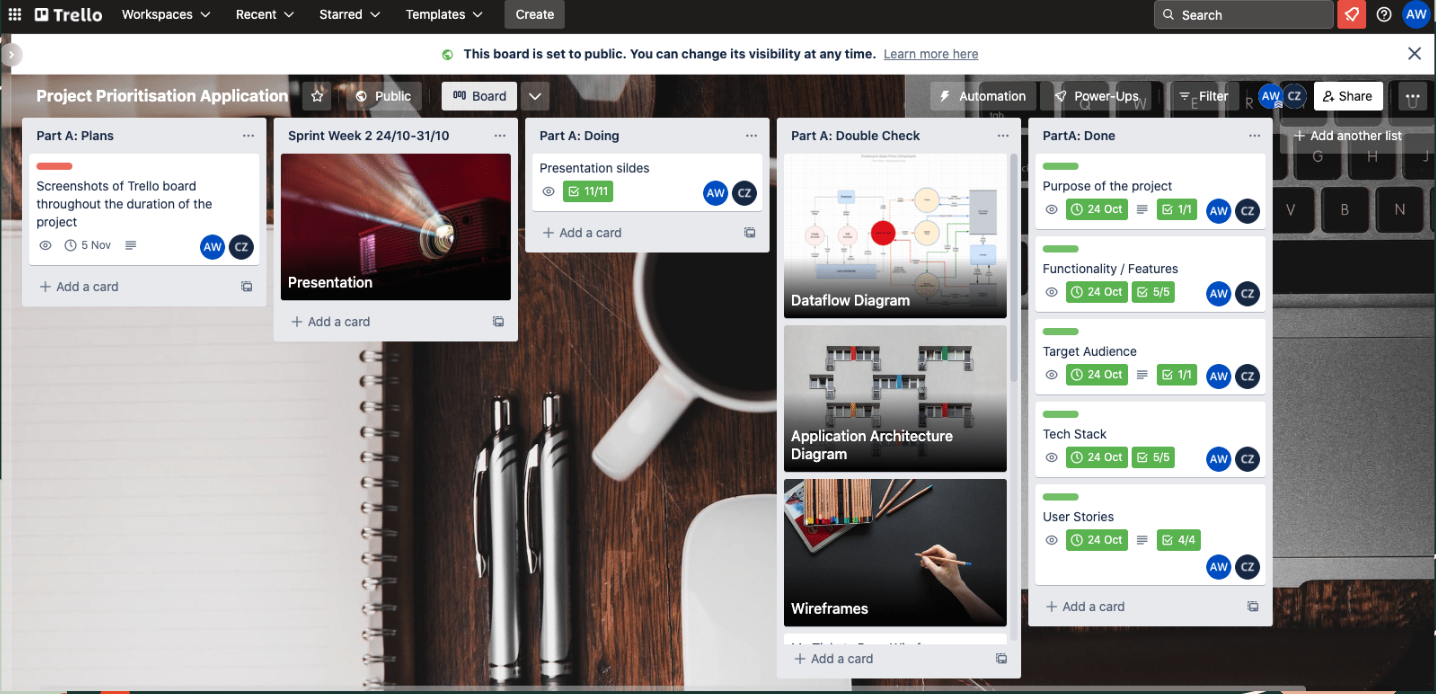 Trello
Workspaces
Recent
Starred
Templates
Create
Search
AW
This board is set to public. You can change its visibility at any time. Learn more here
Project Prioritisation Application
Public
Board
Automation
Power-Ups
Filter
AW
CZ
Share
Part A: Plans
Screenshots of Trello board
throughout the duration of the
project
5 Nov
AW
CZ
Add a card
Sprint Week 2 24/10-31/10
Presentation
Add a card
Part A: Doing
Presentation sildes
11/11
AW
CZ
Add a card
Part A: Double Check
Dataflow Diagram
Application Architecture
Diagram
Wireframes
Add a card
PartA: Done
Purpose of the project
24 Oct
1/1
AW
CZ
Functionality / Features
24 Oct
5/5
AW
CZ
Target Audience
24 Oct
1/1
AW
CZ
Tech Stack
24 Oct
5/5
AW
CZ
User Stories
24 Oct
4/4
AW
CZ
Add a card
Add another list
Q
W
E
R
U
tab
G
H
J
V
B
N